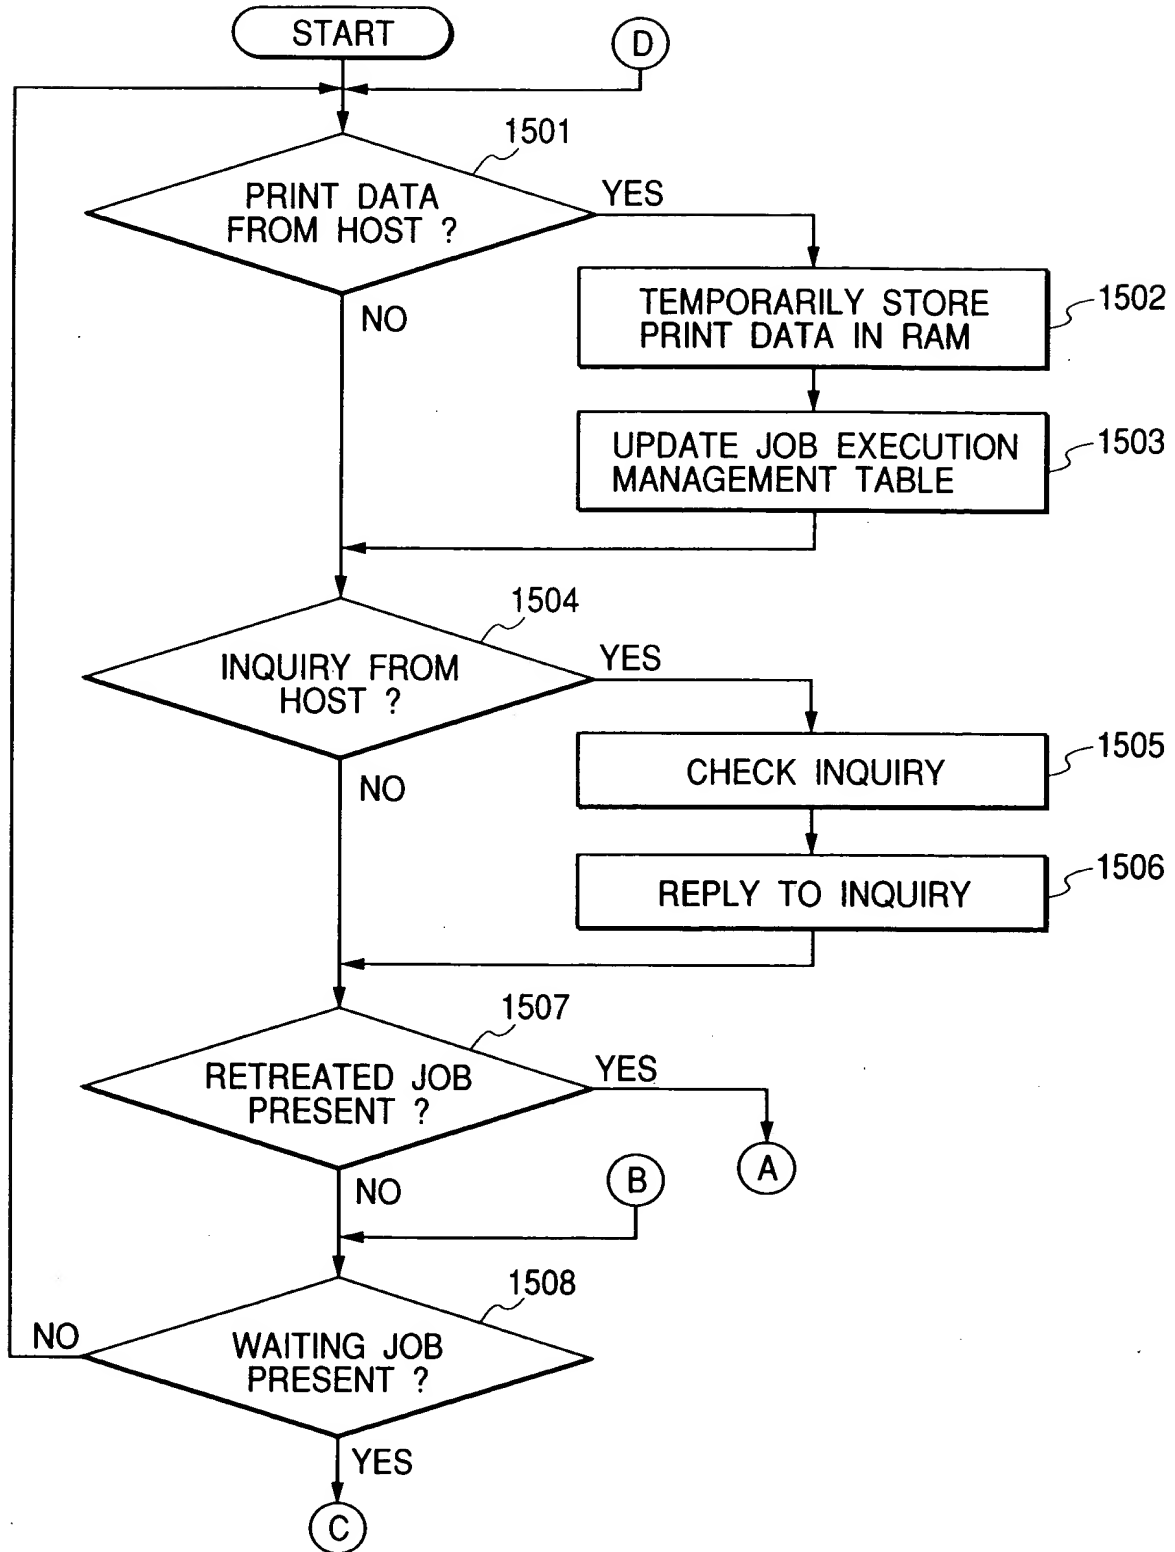 START
D
1501
PRINT DATA
FROM HOST ?
YES
NO
TEMPORARILY STORE
PRINT DATA IN RAM
1502
UPDATE JOB EXECUTION
MANAGEMENT TABLE
1503
1504
INQUIRY FROM
HOST ?
YES
NO
CHECK INQUIRY
1505
REPLY TO INQUIRY
1506
1507
RETREATED JOB
PRESENT ?
YES
A
NO
B
1508
WAITING JOB
PRESENT ?
NO
YES
C